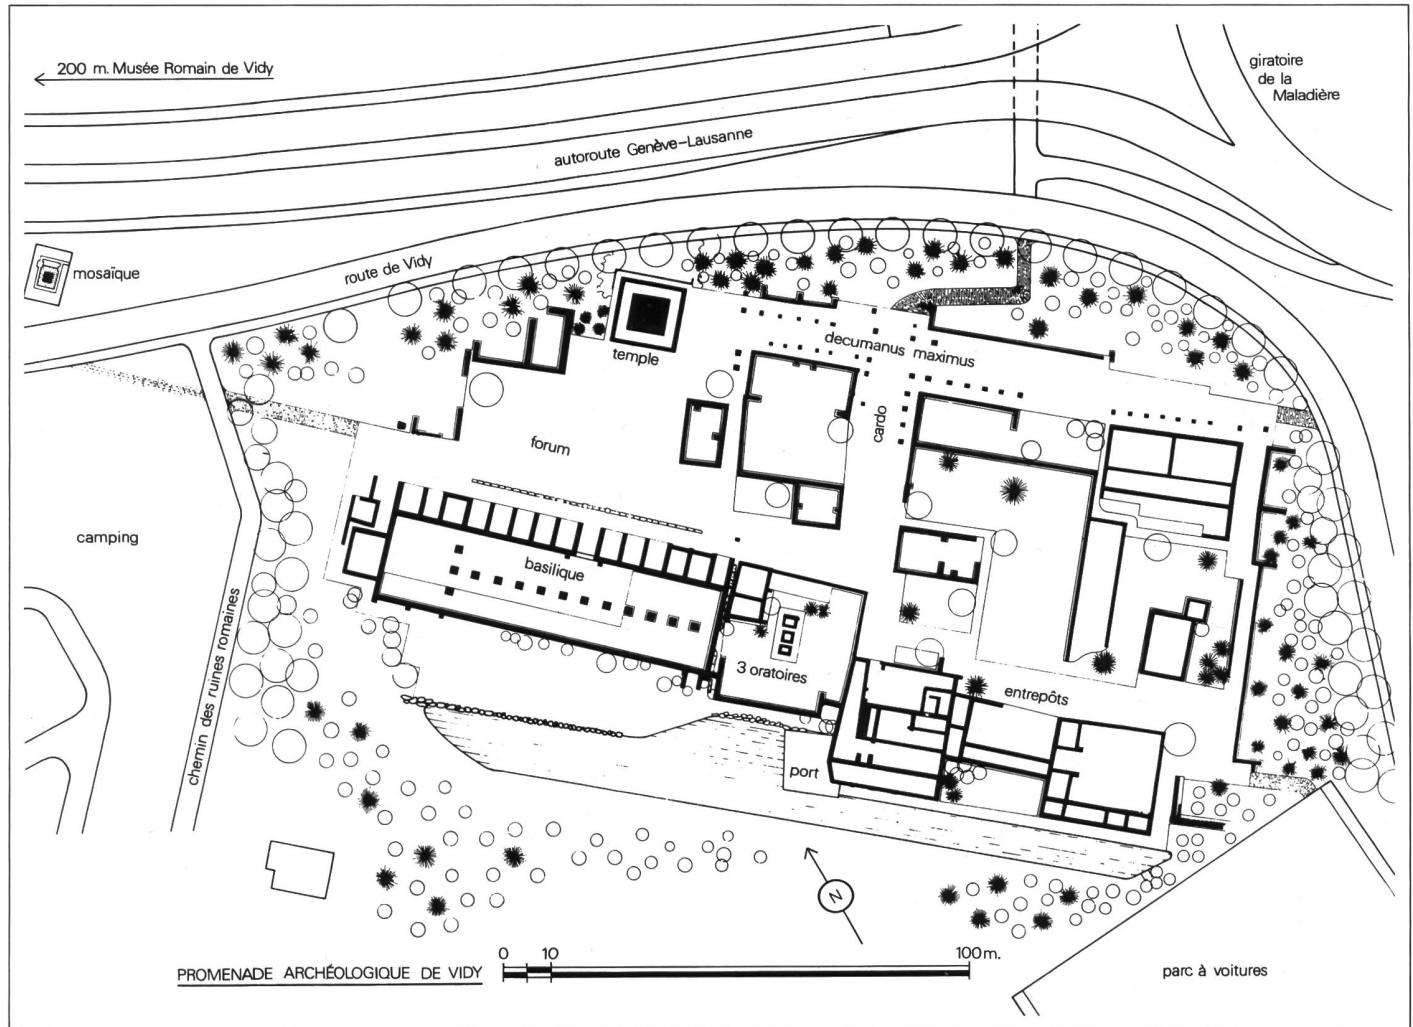 200 m. Musée Romain de Vidy
giratoire
de la
Maladière
autoroute Genève-Lausanne
mosaïque
route de Vidy
temple
decumanus maximus
cardo
forum
camping
basilique
chemin des ruines romaines
3 oratoires
entrepôts
port
N
PROMENADE ARCHÉOLOGIQUE DE VIDY
0 10 100 m.
parc à voitures